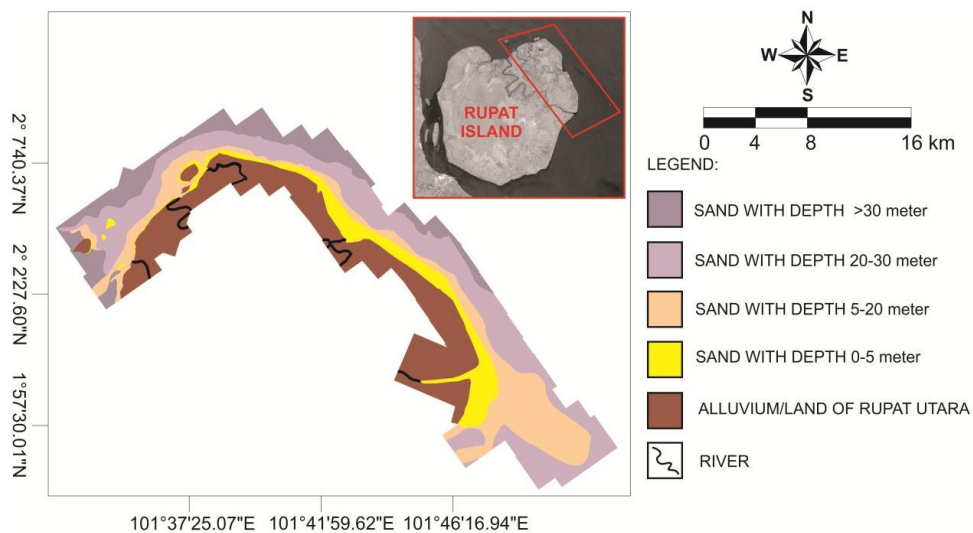 2° 7'40.37"N
2° 2'27.60"N
1°57'30.01"N
101°37'25.07"E
101°41'59.62"E
101°46'16.94"E
RUPAT
ISLAND
N
W
E
S
0 4 8 16 km
LEGEND:
SAND WITH DEPTH >30 meter
SAND WITH DEPTH 20-30 meter
SAND WITH DEPTH 5-20 meter
SAND WITH DEPTH 0-5 meter
ALLUVIUM/LAND OF RUPAT UTARA
RIVER